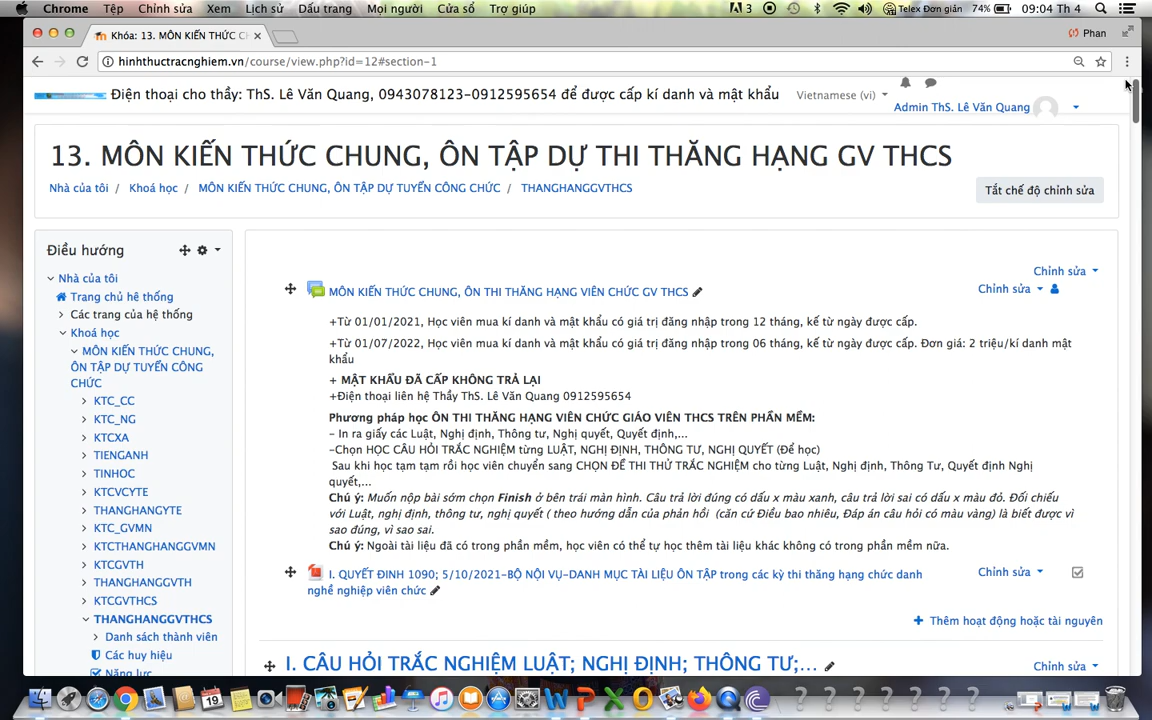 Chrome Tệp Chỉnh sửa Xem Lịch sử Dấu trang Mọi người Cửa sổ Trợ giúp 3 Telex Đơn giản 74% 09:04 Th 4
Khóa: 13. MÔN KIẾN THỨC CH Phan
hinhthuctracnghiem.vn/course/view.php?id=12#section-1
Điện thoại cho thầy: ThS. Lê Văn Quang, 0943078123-0912595654 để được cấp kí danh và mật khẩu Vietnamese (vi)
Admin ThS. Lê Văn Quang
13. MÔN KIẾN THỨC CHUNG, ÔN TẬP DỰ THI THĂNG HẠNG GV THCS
Nhà của tôi / Khoá học / MÔN KIẾN THỨC CHUNG, ÔN TẬP DỰ TUYỂN CÔNG CHỨC / THANGHANGGVTHCS
Tắt chế độ chỉnh sửa
Điều hướng
Nhà của tôi
Trang chủ hệ thống
Các trang của hệ thống
Khoá học
MÔN KIẾN THỨC CHUNG,
ÔN TẬP DỰ TUYỂN CÔNG
CHỨC
KTC_CC
KTC_NG
KTCXA
TIENGANH
TINHOC
KTCVCYTE
THANGHANGYTE
KTC_GVMN
KTCTHANGHANGGVMN
KTCGVTH
THANGHANGGVTH
KTCGVTHCS
THANGHANGGVTHCS
Danh sách thành viên
Các huy hiệu
Năng lực
Chỉnh sửa
MÔN KIẾN THỨC CHUNG, ÔN THI THĂNG HẠNG VIÊN CHỨC GV THCS Chỉnh sửa
+Từ 01/01/2021, Học viên mua kí danh và mật khẩu có giá trị đăng nhập trong 12 tháng, kế từ ngày được cấp.
+Từ 01/07/2022, Học viên mua kí danh và mật khẩu có giá trị đăng nhập trong 06 tháng, kế từ ngày được cấp. Đơn giá: 2 triệu/kí danh mật
khẩu
+ MẬT KHẨU ĐÃ CẤP KHÔNG TRẢ LẠI
+Điện thoại liên hệ Thầy ThS. Lê Văn Quang 0912595654
Phương pháp học ÔN THI THĂNG HẠNG VIÊN CHỨC GIÁO VIÊN THCS TRÊN PHẦN MỀM:
- In ra giấy các Luật, Nghị định, Thông tư, Nghị quyết, Quyết định,...
-Chọn HỌC CÂU HỎI TRẮC NGHIỆM từng LUẬT, NGHỊ ĐỊNH, THÔNG TƯ, NGHỊ QUYẾT (Để học)
Sau khi học tạm tạm rồi học viên chuyển sang CHỌN ĐỀ THI THỬ TRẮC NGHIỆM cho từng Luật, Nghị định, Thông Tư, Quyết định Nghị
quyết,...
Chú ý: Muốn nộp bài sớm chọn Finish ở bên trái màn hình. Câu trả lời đúng có dấu x màu xanh, câu trả lời sai có dấu x màu đỏ. Đối chiếu
với Luật, nghị định, thông tư, nghị quyết ( theo hướng dẫn của phản hồi (căn cứ Điều bao nhiêu, Đáp án câu hỏi có màu vàng) là biết được vì
sao đúng, vì sao sai.
Chú ý: Ngoài tài liệu đã có trong phần mềm, học viên có thể tự học thêm tài liệu khác không có trong phần mềm nữa.
I. QUYẾT ĐINH 1090; 5/10/2021-BỘ NỘI VỤ-DANH MỤC TÀI LIỆU ÔN TẬP trong các kỳ thi thăng hạng chức danh Chỉnh sửa
nghề nghiệp viên chức
Thêm hoạt động hoặc tài nguyên
I. CÂU HỎI TRẮC NGHIỆM LUẬT; NGHỊ ĐỊNH; THÔNG TƯ;... Chỉnh sửa